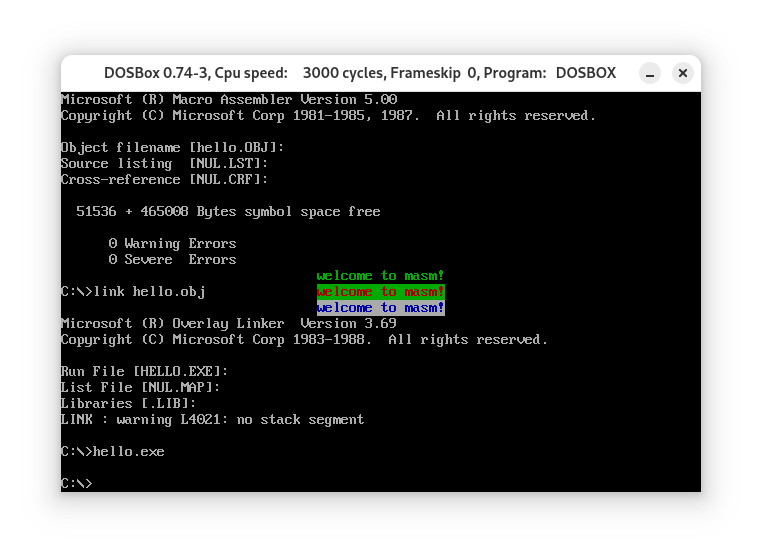 DOSBox 0.74-3, Cpu speed:    3000 cycles, Frameskip  0, Program:   DOSBOX
Microsoft (R) Macro Assembler Version 5.00
Copyright (C) Microsoft Corp 1981-1985, 1987.  All rights reserved.
Object filename [hello.OBJ]:
Source listing  [NUL.LST]:
Cross-reference [NUL.CRF]:
  51536 + 465008 Bytes symbol space free
      0 Warning Errors
      0 Severe  Errors
welcome to masm!
C:\>link hello.obj              welcome to masm!
welcome to masm!
Microsoft (R) Overlay Linker  Version 3.69
Copyright (C) Microsoft Corp 1983-1988.  All rights reserved.
Run File [HELLO.EXE]:
List File [NUL.MAP]:
Libraries [.LIB]:
LINK : warning L4021: no stack segment
C:\>hello.exe
C:\>